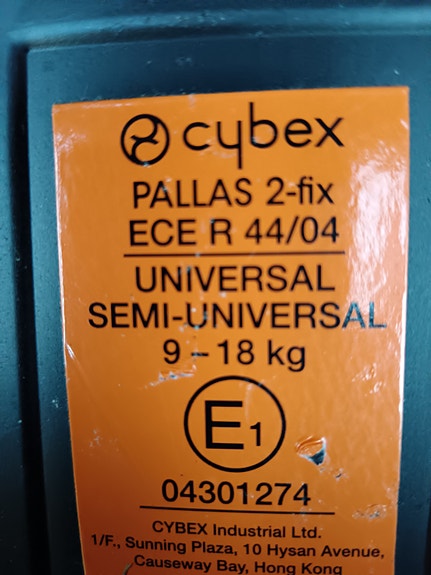 cybex
PALLAS 2-fix
ECE R 44/04
UNIVERSAL
SEMI-UNIVERSAL
9 – 18 kg
E1
04301274
CYBEX Industrial Ltd.
1/F., Sunning Plaza, 10 Hysan Avenue,
Causeway Bay, Hong Kong